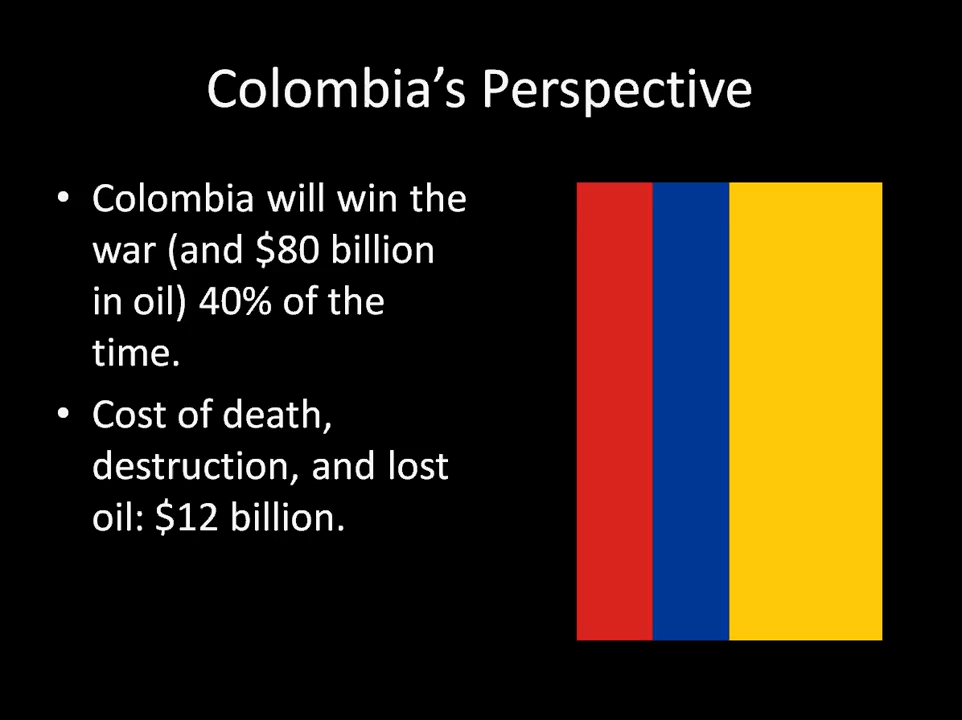 Colombia’s Perspective
• Colombia will win the
war (and $80 billion
in oil) 40% of the
time.
• Cost of death,
destruction, and lost
oil: $12 billion.